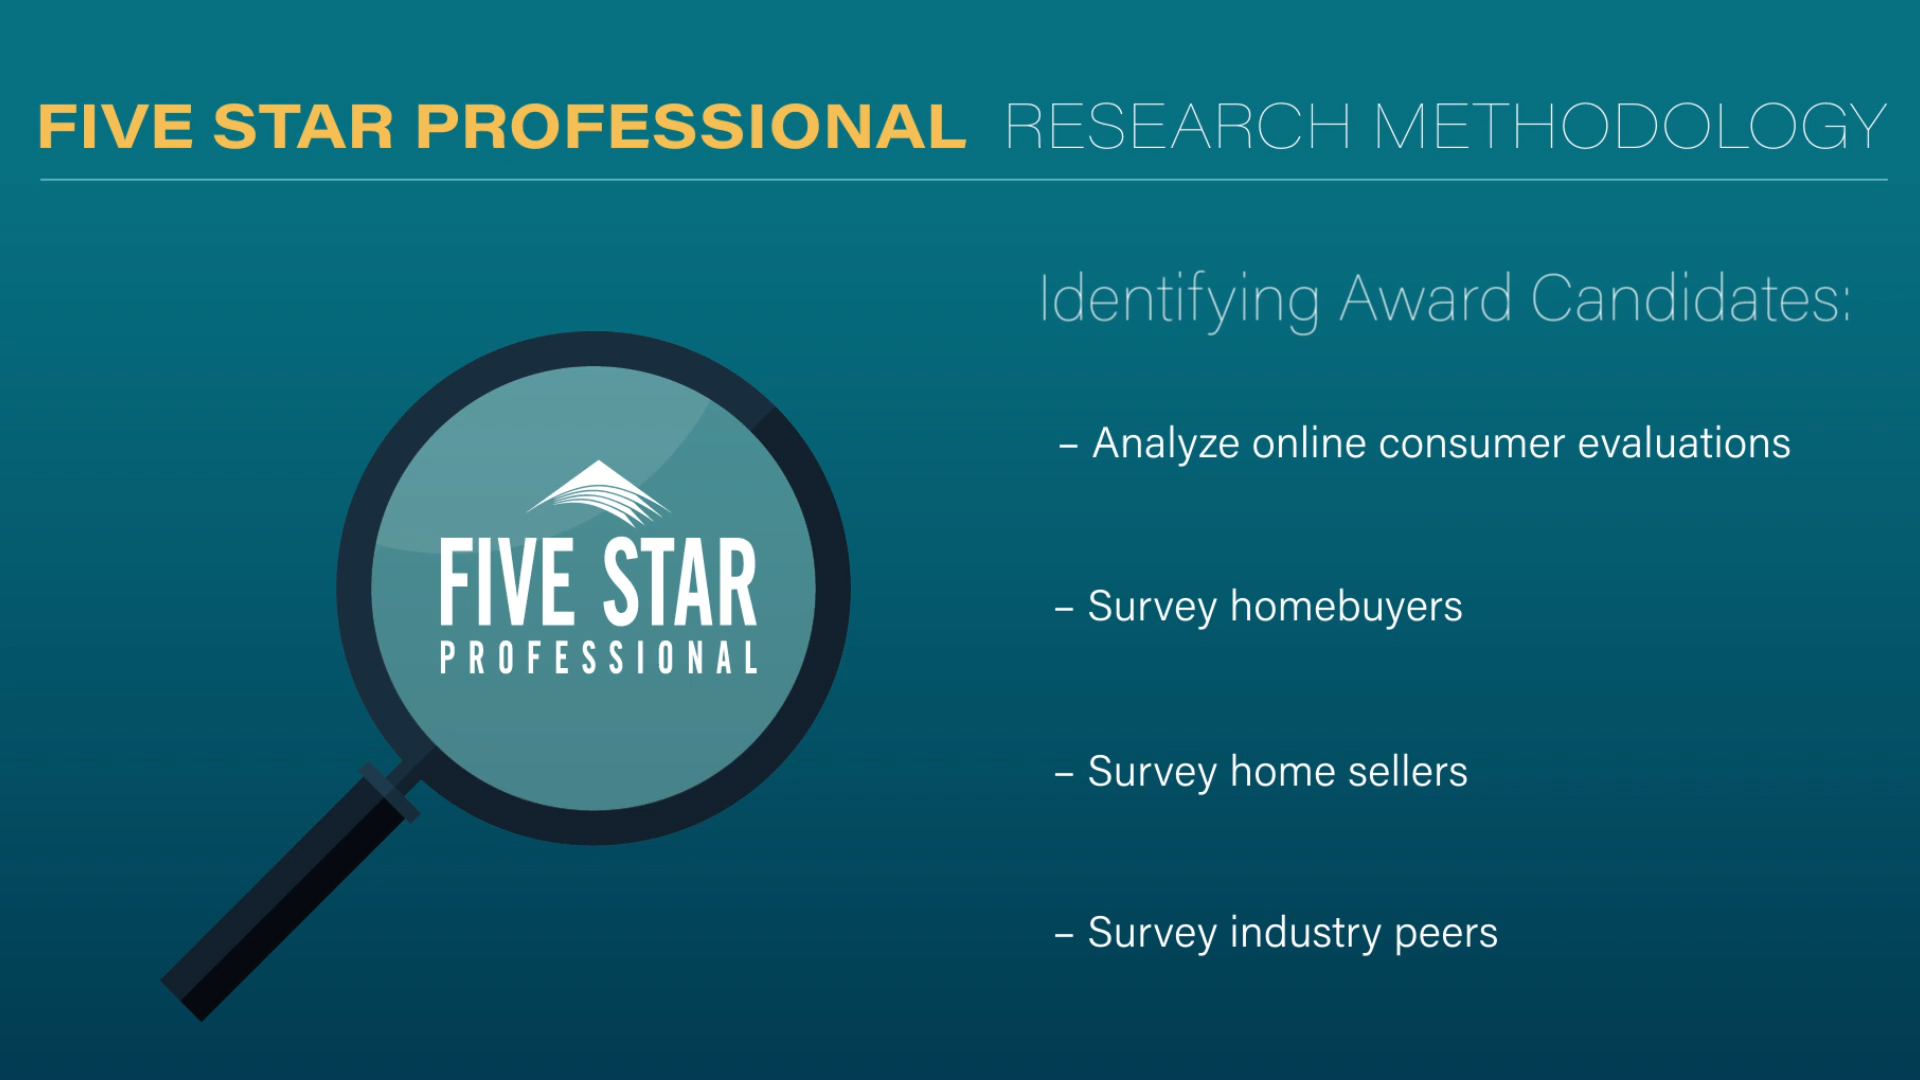 FIVE STAR PROFESSIONAL RESEARCH METHODOLOGY
Identifying Award Candidates:
– Analyze online consumer evaluations
– Survey homebuyers
– Survey home sellers
– Survey industry peers
FIVE STAR
PROFESSIONAL